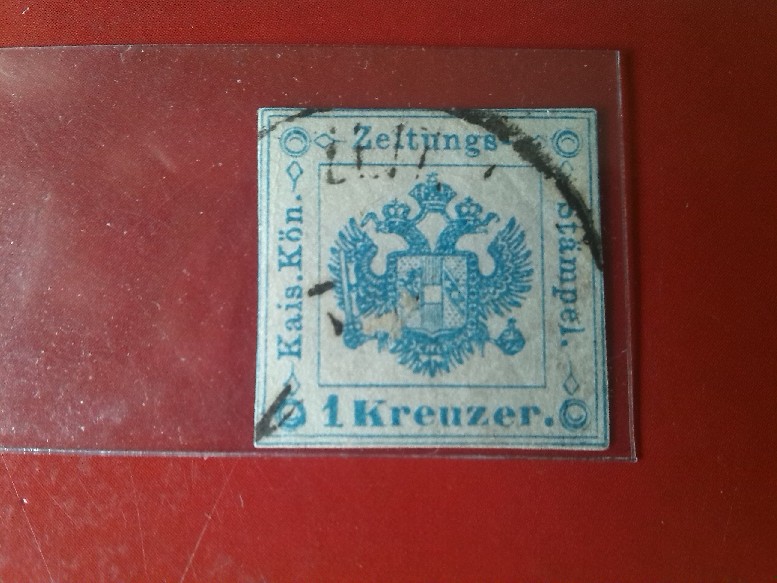 Kais. Kön.
Zeitungs-
Stämpel.
1 Kreuzer.